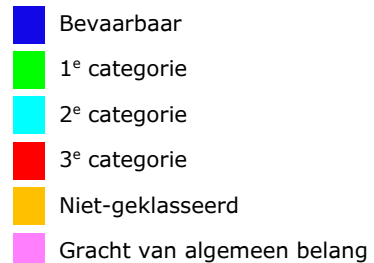 Bevaarbaar
1e categorie
2e categorie
3e categorie
Niet-geklasseerd
Gracht van algemeen belang